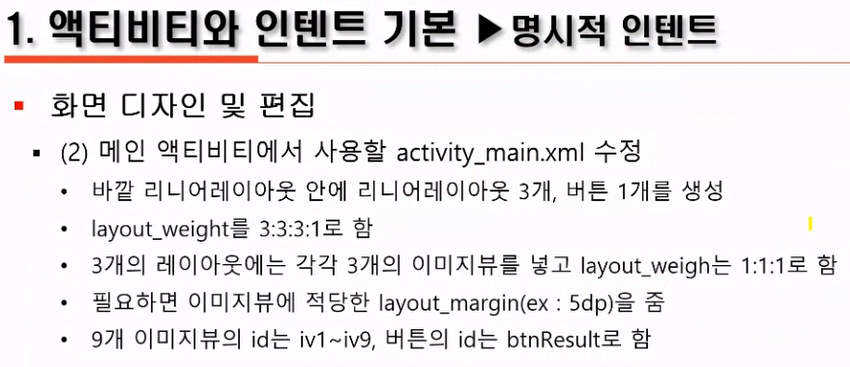 1. 액티비티와 인텐트 기본 ▶명시적 인텐트
▪ 화면 디자인 및 편집
▪ (2) 메인 액티비티에서 사용할 activity_main.xml 수정
• 바깥 리니어레이아웃 안에 리니어레이아웃 3개, 버튼 1개를 생성
• layout_weight를 3:3:3:1로 함
• 3개의 레이아웃에는 각각 3개의 이미지뷰를 넣고 layout_weigh는 1:1:1로 함
• 필요하면 이미지뷰에 적당한 layout_margin(ex : 5dp)을 줌
• 9개 이미지뷰의 id는 iv1~iv9, 버튼의 id는 btnResult로 함